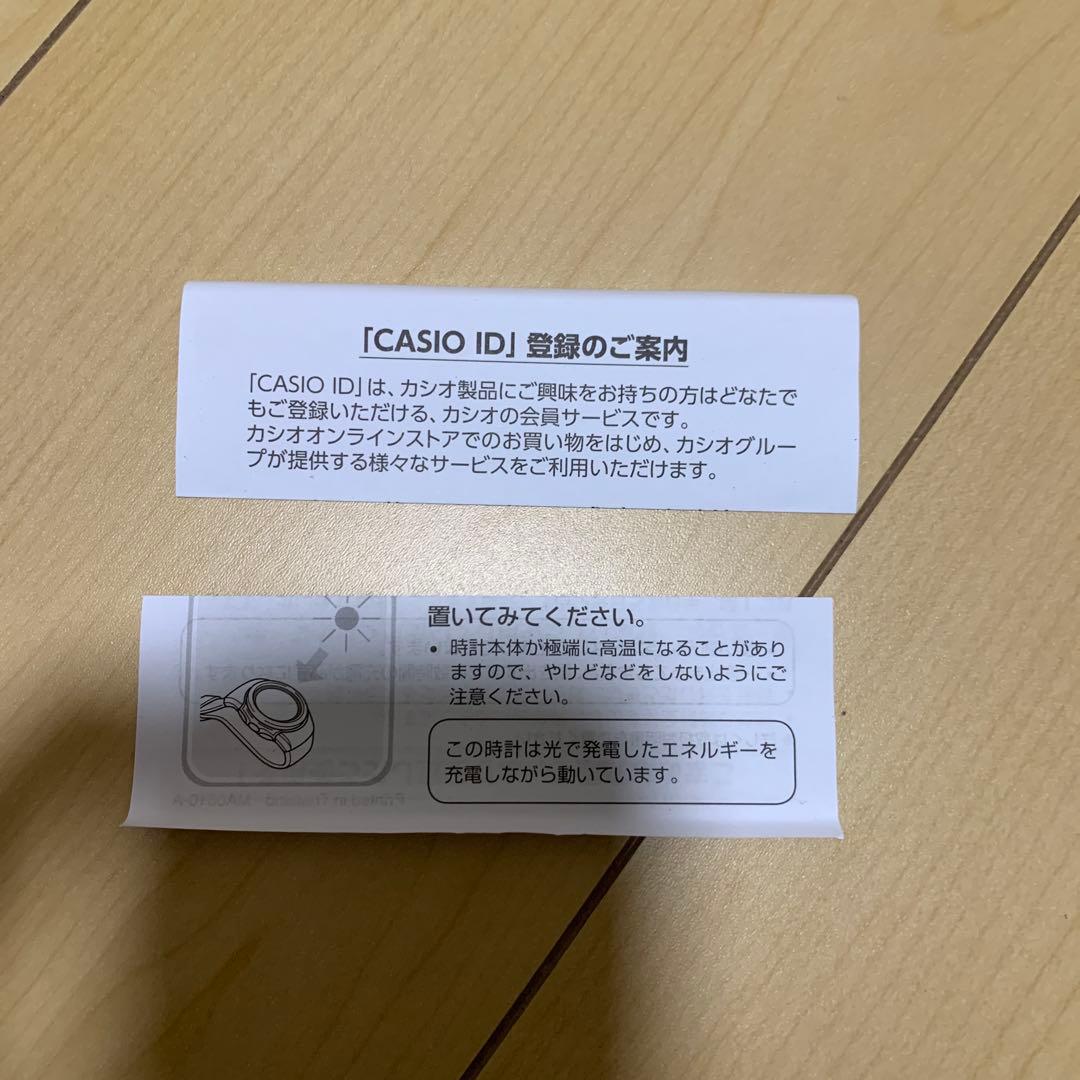 「CASIO ID」登録のご案内
「CASIO ID」は、カシオ製品にご興味をお持ちの方はどなたで
もご登録いただける、カシオの会員サービスです。
カシオオンラインストアでのお買い物をはじめ、カシオグルー
プが提供する様々なサービスをご利用いただけます。
置いてみてください。
• 時計本体が極端に高温になることがあり
ますので、やけどなどをしないようにご
注意ください。
この時計は光で発電したエネルギーを
充電しながら動いています。